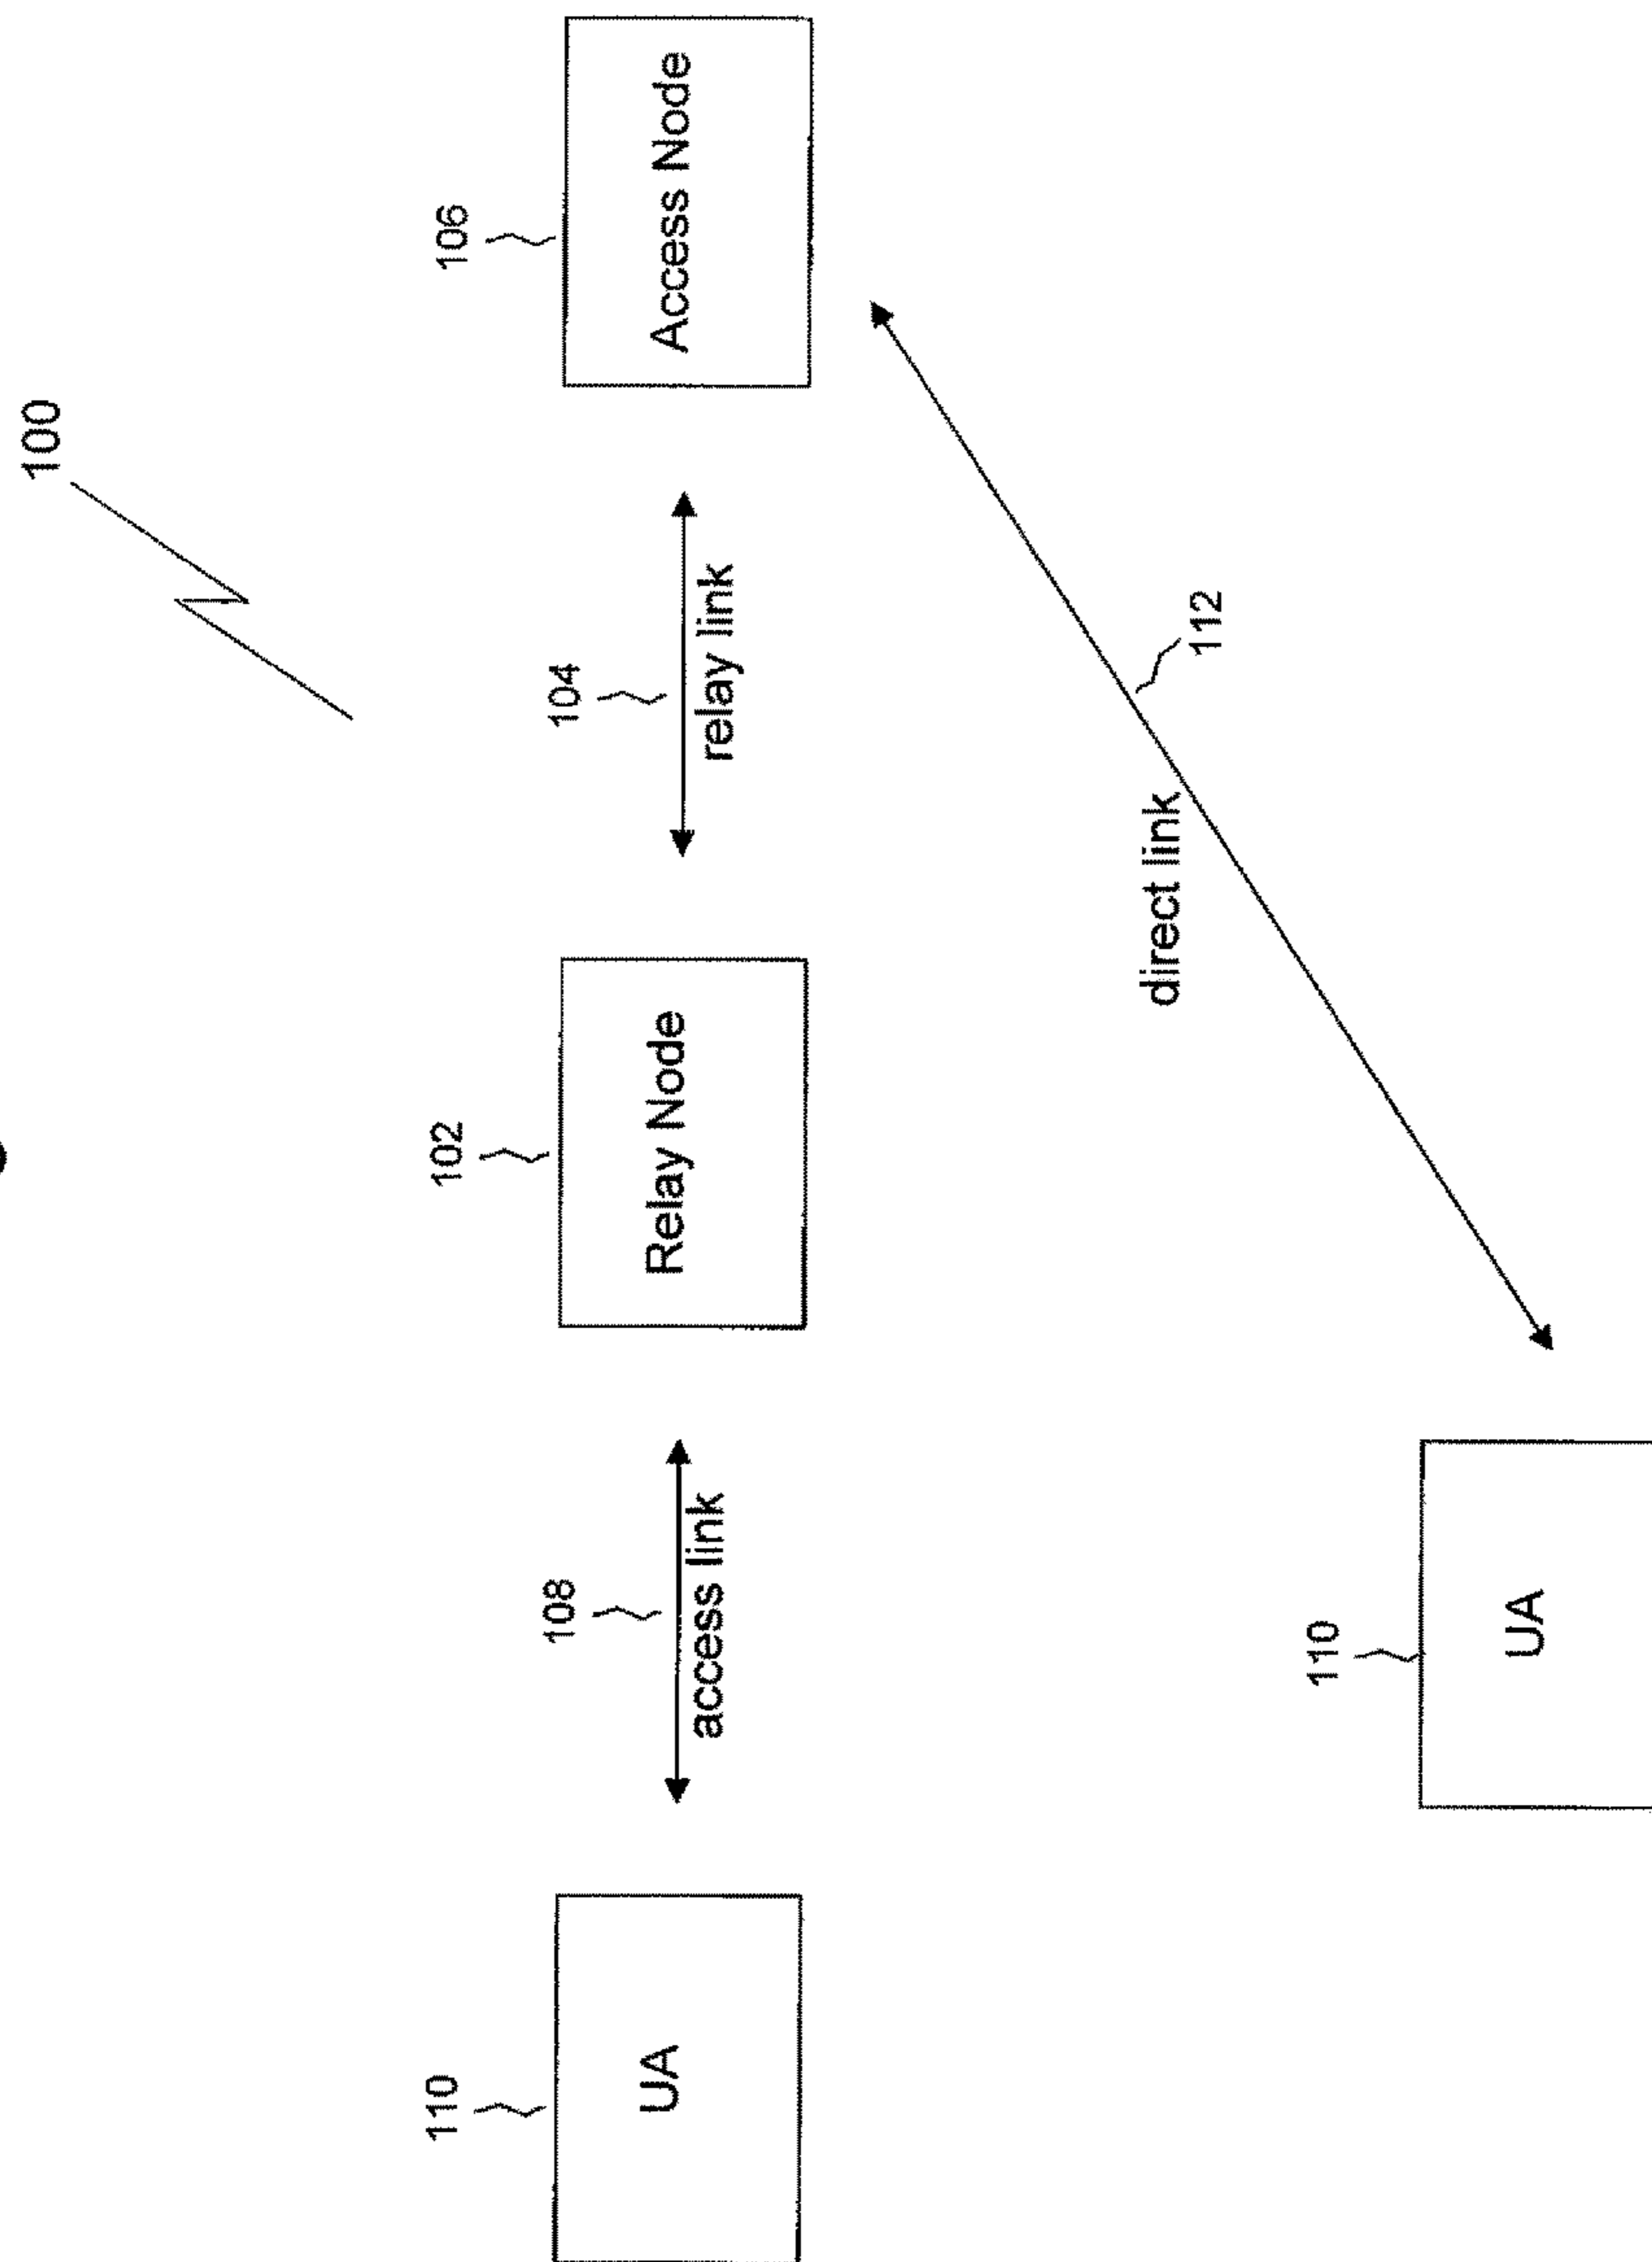 100
110
102
106
108
104
UA
Relay Node
Access Node
access link
relay link
direct link
112
110
UA